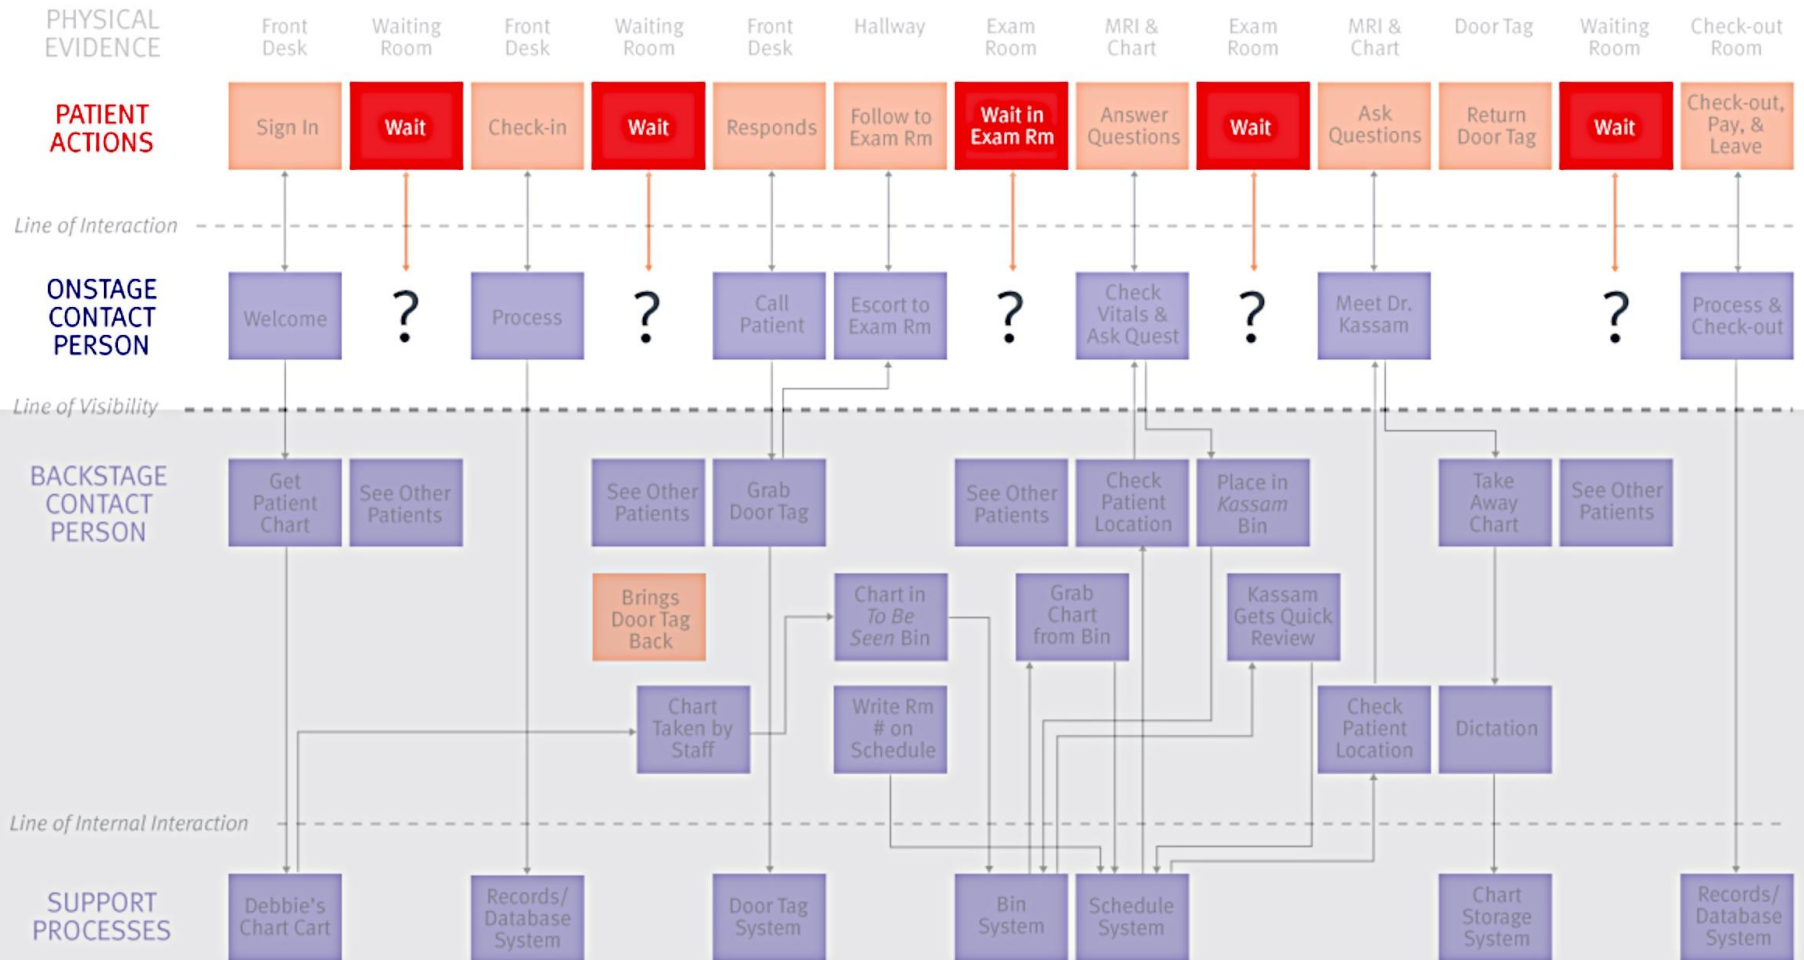 PHYSICAL
EVIDENCE
Front
Desk
Waiting
Room
Front
Desk
Waiting
Room
Front
Desk
Hallway
Exam
Room
MRI &
Chart
Exam
Room
MRI &
Chart
Door Tag
Waiting
Room
Check-out
Room
PATIENT
ACTIONS
Sign In
Wait
Check-in
Wait
Responds
Follow to
Exam Rm
Wait in
Exam Rm
Answer
Questions
Wait
Ask
Questions
Return
Door Tag
Wait
Check-out,
Pay, &
Leave
Line of Interaction
ONSTAGE
CONTACT
PERSON
Welcome
?
Process
?
Call
Patient
Escort to
Exam Rm
?
Check
Vitals &
Ask Quest
?
Meet Dr.
Kassam
?
Process &
Check-out
Line of Visibility
BACKSTAGE
CONTACT
PERSON
Get
Patient
Chart
See Other
Patients
See Other
Patients
Grab
Door Tag
See Other
Patients
Check
Patient
Location
Place in
Kassam
Bin
Take
Away
Chart
See Other
Patients
Brings
Door Tag
Back
Chart in
To Be
Seen Bin
Grab
Chart
from Bin
Kassam
Gets Quick
Review
Chart
Taken by
Staff
Write Rm
# on
Schedule
Check
Patient
Location
Dictation
Line of Internal Interaction
SUPPORT
PROCESSES
Debbie's
Chart Cart
Records/
Database
System
Door Tag
System
Bin
System
Schedule
System
Chart
Storage
System
Records/
Database
System